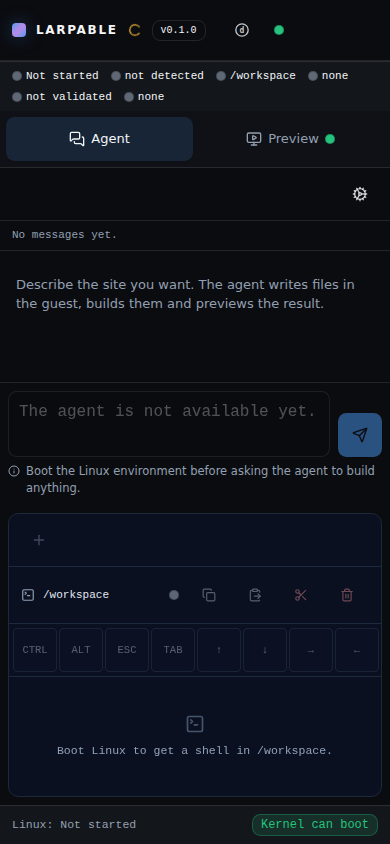 LARPABLE v0.1.0 d
Not started not detected /workspace none
not validated none
Agent Preview
No messages yet.
Describe the site you want. The agent writes files in
the guest, builds them and previews the result.
The agent is not available yet.
Boot the Linux environment before asking the agent to build
anything.
/workspace
CTRL ALT ESC TAB ↑ ↓ → ←
Boot Linux to get a shell in /workspace.
Linux: Not started Kernel can boot